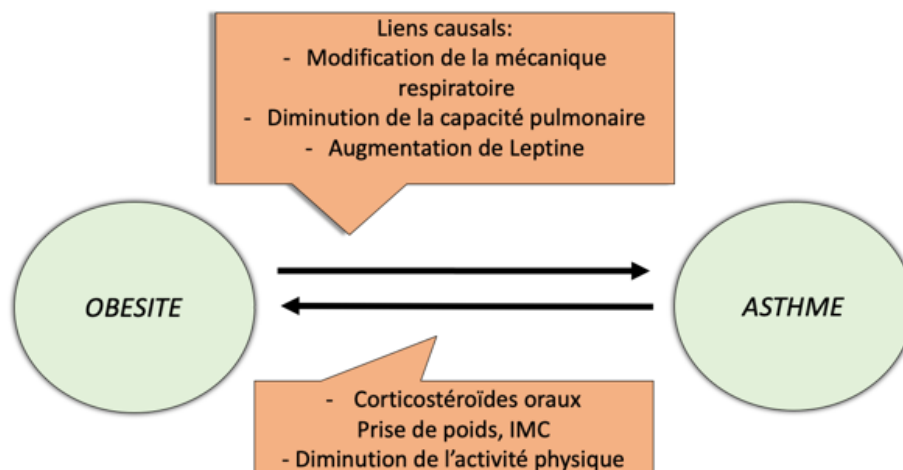 Liens causals:
- Modification de la mécanique
respiratoire
- Diminution de la capacité pulmonaire
- Augmentation de Leptine
OBESITE
ASTHME
- Corticostéroïdes oraux
Prise de poids, IMC
- Diminution de l'activité physique